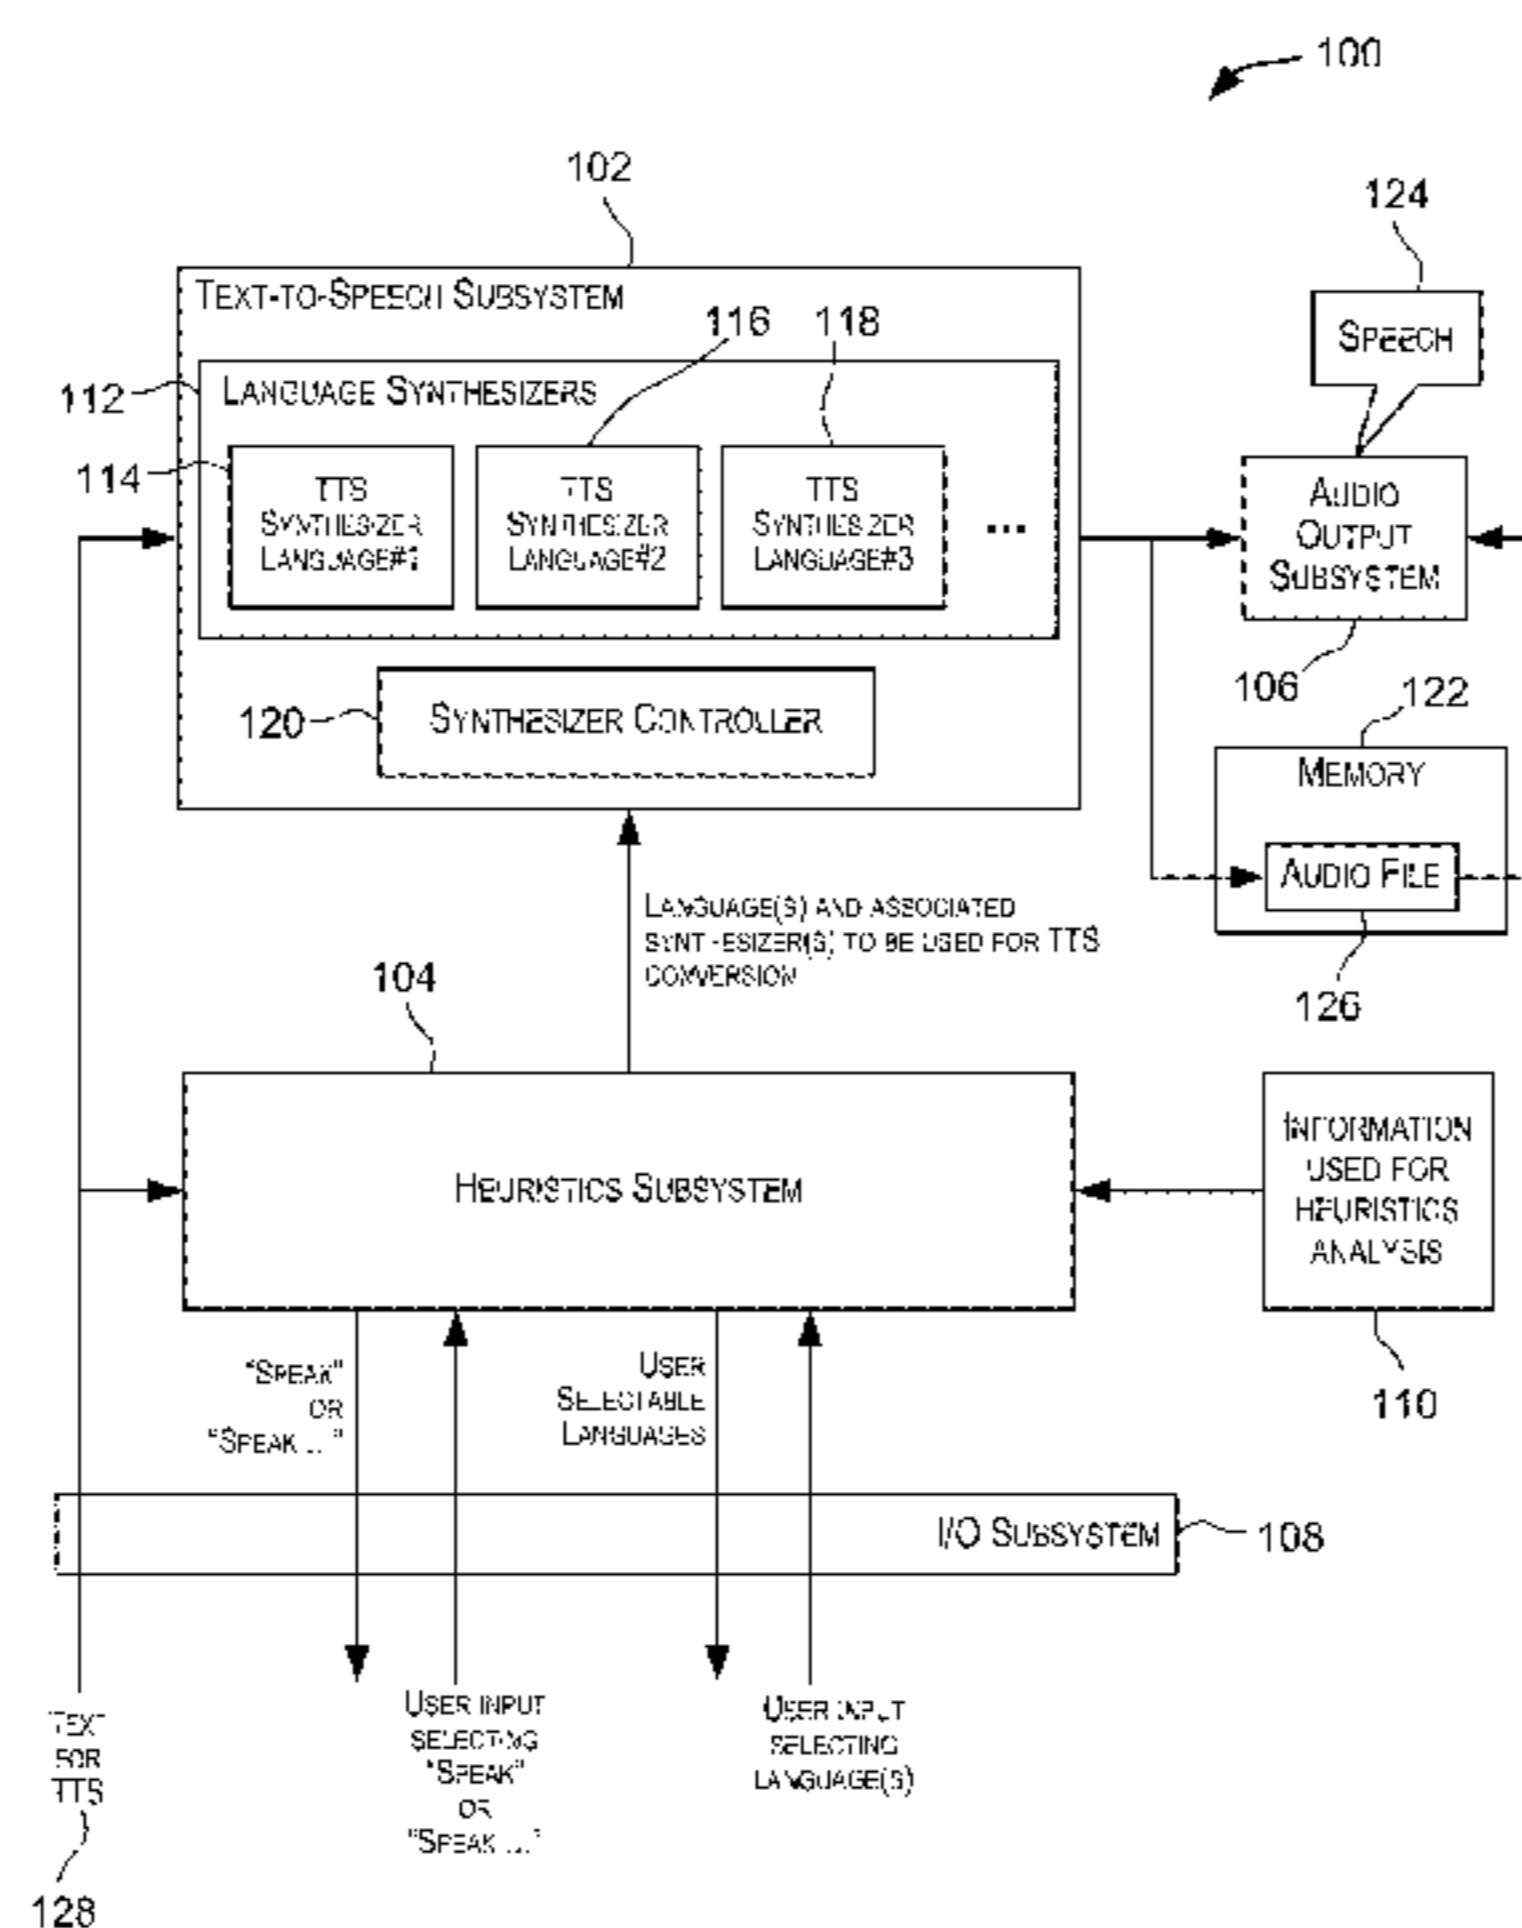 100
102
124
TEXT-TO-SPEECH SUBSYSTEM
116
118
SPEECH
112
LANGUAGE SYNTHESIZERS
114
TTS
SYNTHESIZER
LANGUAGE#1
TTS
SYNTHESIZER
LANGUAGE#2
TTS
SYNTHESIZER
LANGUAGE#3
...
AUDIO
OUTPUT
SUBSYSTEM
106
122
120
SYNTHESIZER CONTROLLER
MEMORY
AUDIO FILE
126
LANGUAGE(S) AND ASSOCIATED
SYNTHESIZER(S) TO BE USED FOR TTS
CONVERSION
104
HEURISTICS SUBSYSTEM
INFORMATION
USED FOR
HEURISTICS
ANALYSIS
110
"SPEAK"
OR
"SPEAK ..."
USER
SELECTABLE
LANGUAGES
I/O SUBSYSTEM
108
TEXT
FOR
TTS
128
USER INPUT
SELECTING
"SPEAK"
OR
"SPEAK ..."
USER INPUT
SELECTING
LANGUAGE(S)